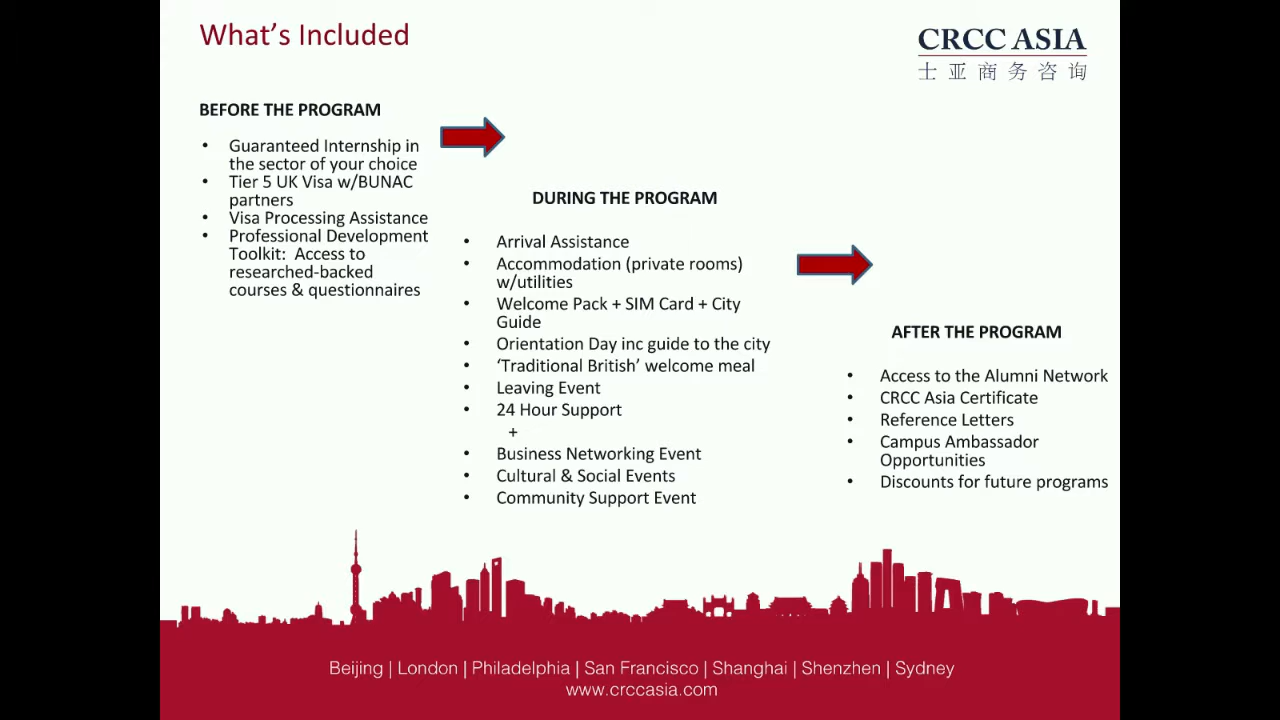 What's Included
CRCC ASIA
士亚商务咨询
BEFORE THE PROGRAM
• Guaranteed Internship in
the sector of your choice
• Tier 5 UK Visa w/BUNAC
partners
• Visa Processing Assistance
• Professional Development
Toolkit: Access to
researched-backed
courses & questionnaires
DURING THE PROGRAM
• Arrival Assistance
• Accommodation (private rooms)
w/utilities
• Welcome Pack + SIM Card + City
Guide
• Orientation Day inc guide to the city
• ‘Traditional British’ welcome meal
• Leaving Event
• 24 Hour Support
+
• Business Networking Event
• Cultural & Social Events
• Community Support Event
AFTER THE PROGRAM
• Access to the Alumni Network
• CRCC Asia Certificate
• Reference Letters
• Campus Ambassador
Opportunities
• Discounts for future programs
Beijing | London | Philadelphia | San Francisco | Shanghai | Shenzhen | Sydney
www.crccasia.com